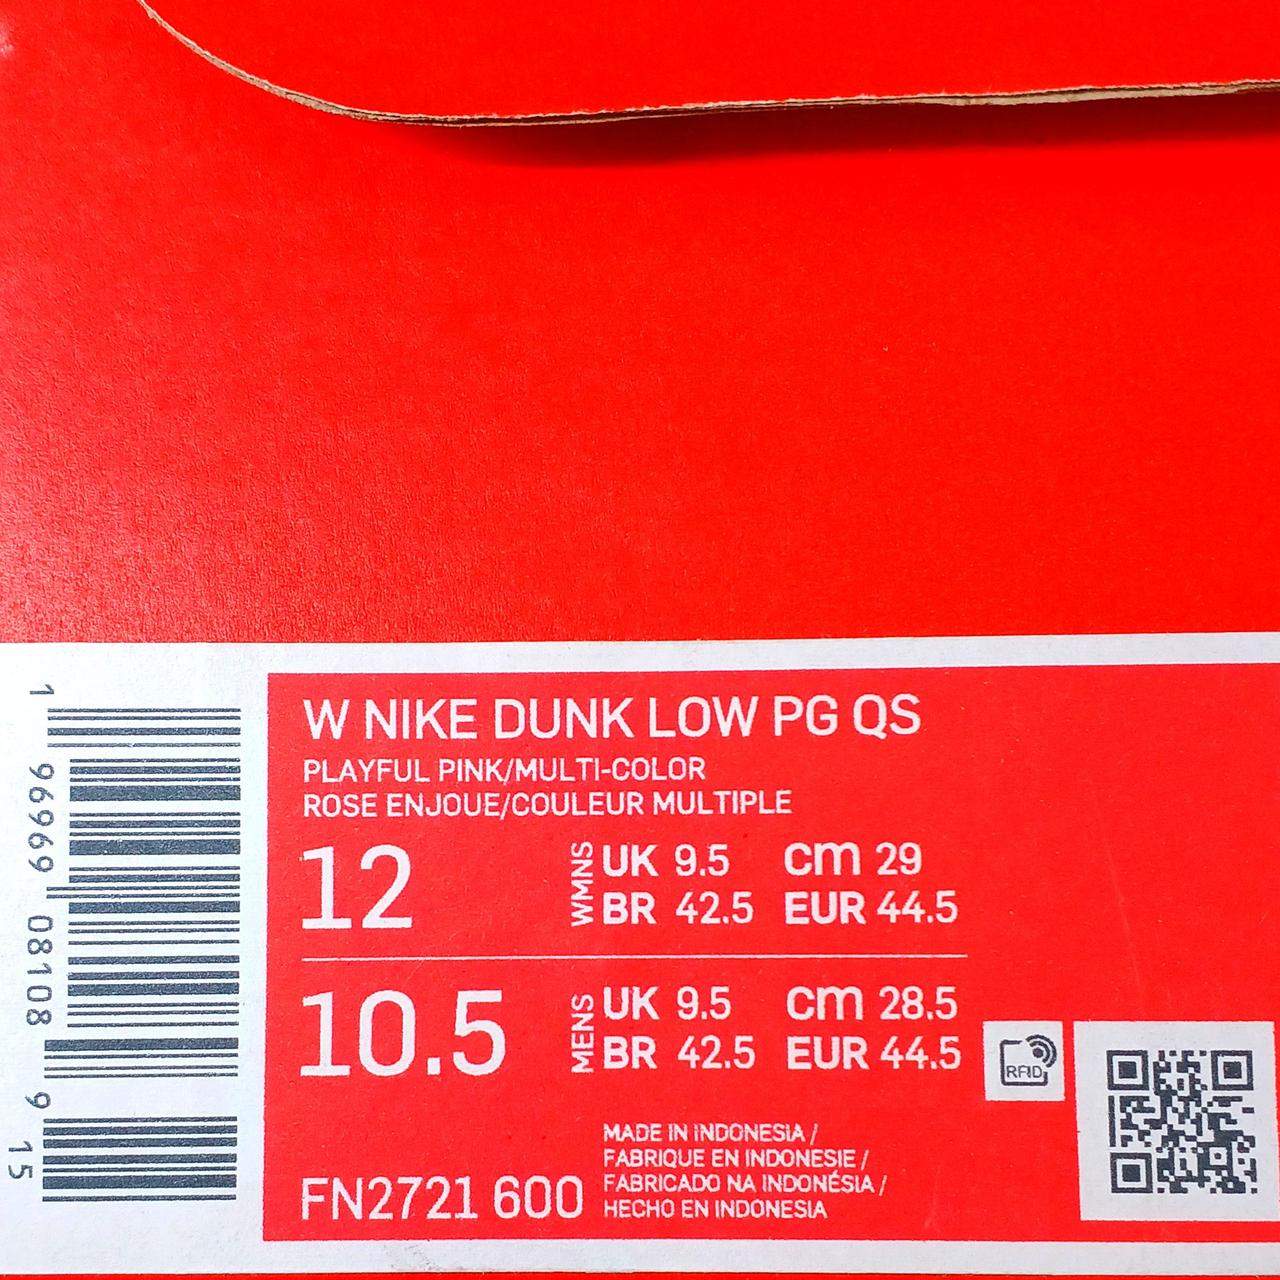 W NIKE DUNK LOW PG QS
PLAYFUL PINK/MULTI-COLOR
ROSE ENJOUE/COULEUR MULTIPLE
12 WMNS UK 9.5 cm 29
BR 42.5 EUR 44.5
10.5 MENS UK 9.5 cm 28.5
BR 42.5 EUR 44.5
RFID
MADE IN INDONESIA /
FABRIQUE EN INDONESIE /
FABRICADO NA INDONÉSIA /
HECHO EN INDONESIA
FN2721 600
1 96969 08108 9 15